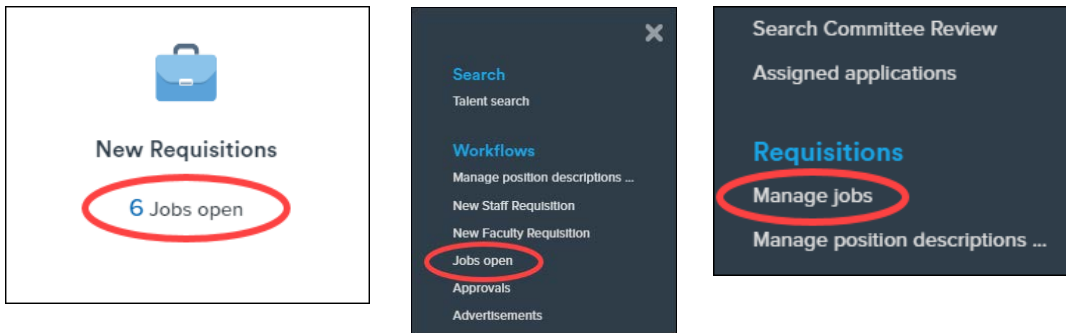 New Requisitions
6 Jobs open
Search
Talent search
Workflows
Manage position descriptions ...
New Staff Requisition
New Faculty Requisition
Jobs open
Approvals
Advertisements
Search Committee Review
Assigned applications
Requisitions
Manage jobs
Manage position descriptions ...